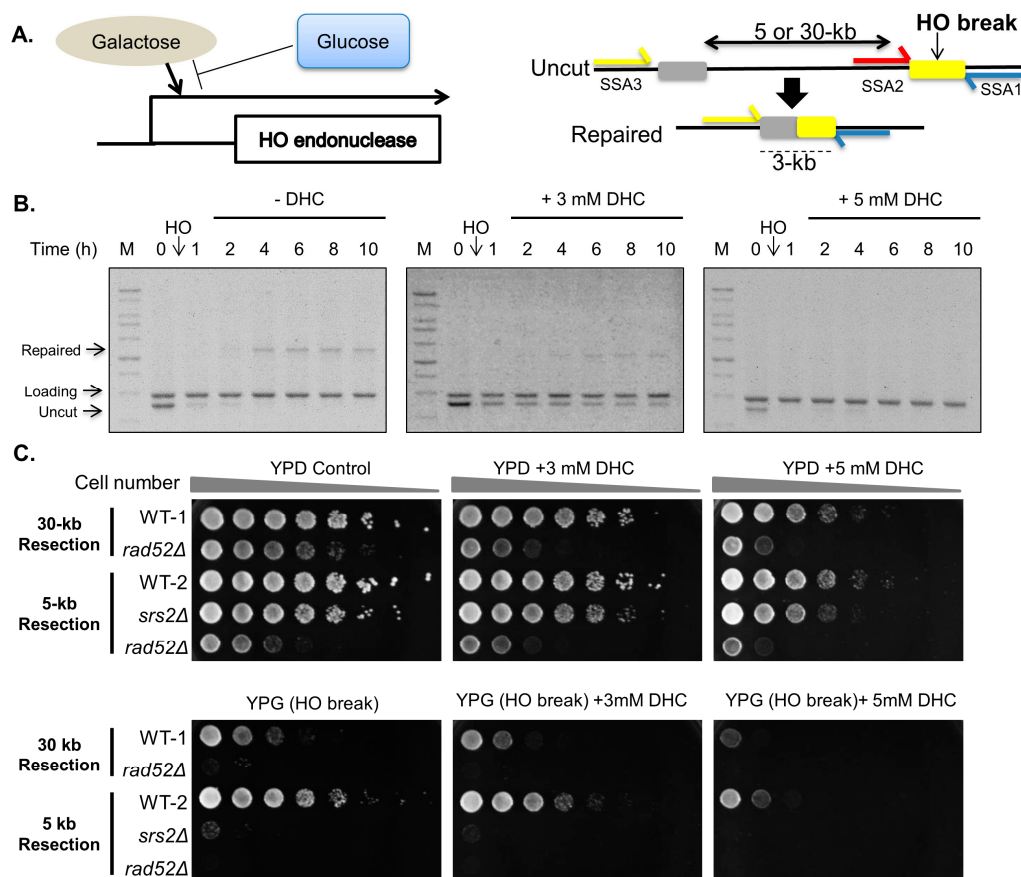 A.
Galactose
Glucose
HO endonuclease
HO break
5 or 30-kb
Uncut
SSA3
SSA2
SSA1
Repaired
3-kb
B.
- DHC
+ 3 mM DHC
+ 5 mM DHC
HO
HO
HO
Time (h)
M 0 1 2 4 6 8 10
M 0 1 2 4 6 8 10
M 0 1 2 4 6 8 10
Repaired
Loading
Uncut
C.
Cell number
YPD Control
YPD +3 mM DHC
YPD +5 mM DHC
30-kb
Resection
WT-1
rad52Δ
5-kb
Resection
WT-2
srs2Δ
rad52Δ
YPG (HO break)
YPG (HO break) +3mM DHC
YPG (HO break)+ 5mM DHC
30 kb
Resection
WT-1
rad52Δ
5 kb
Resection
WT-2
srs2Δ
rad52Δ